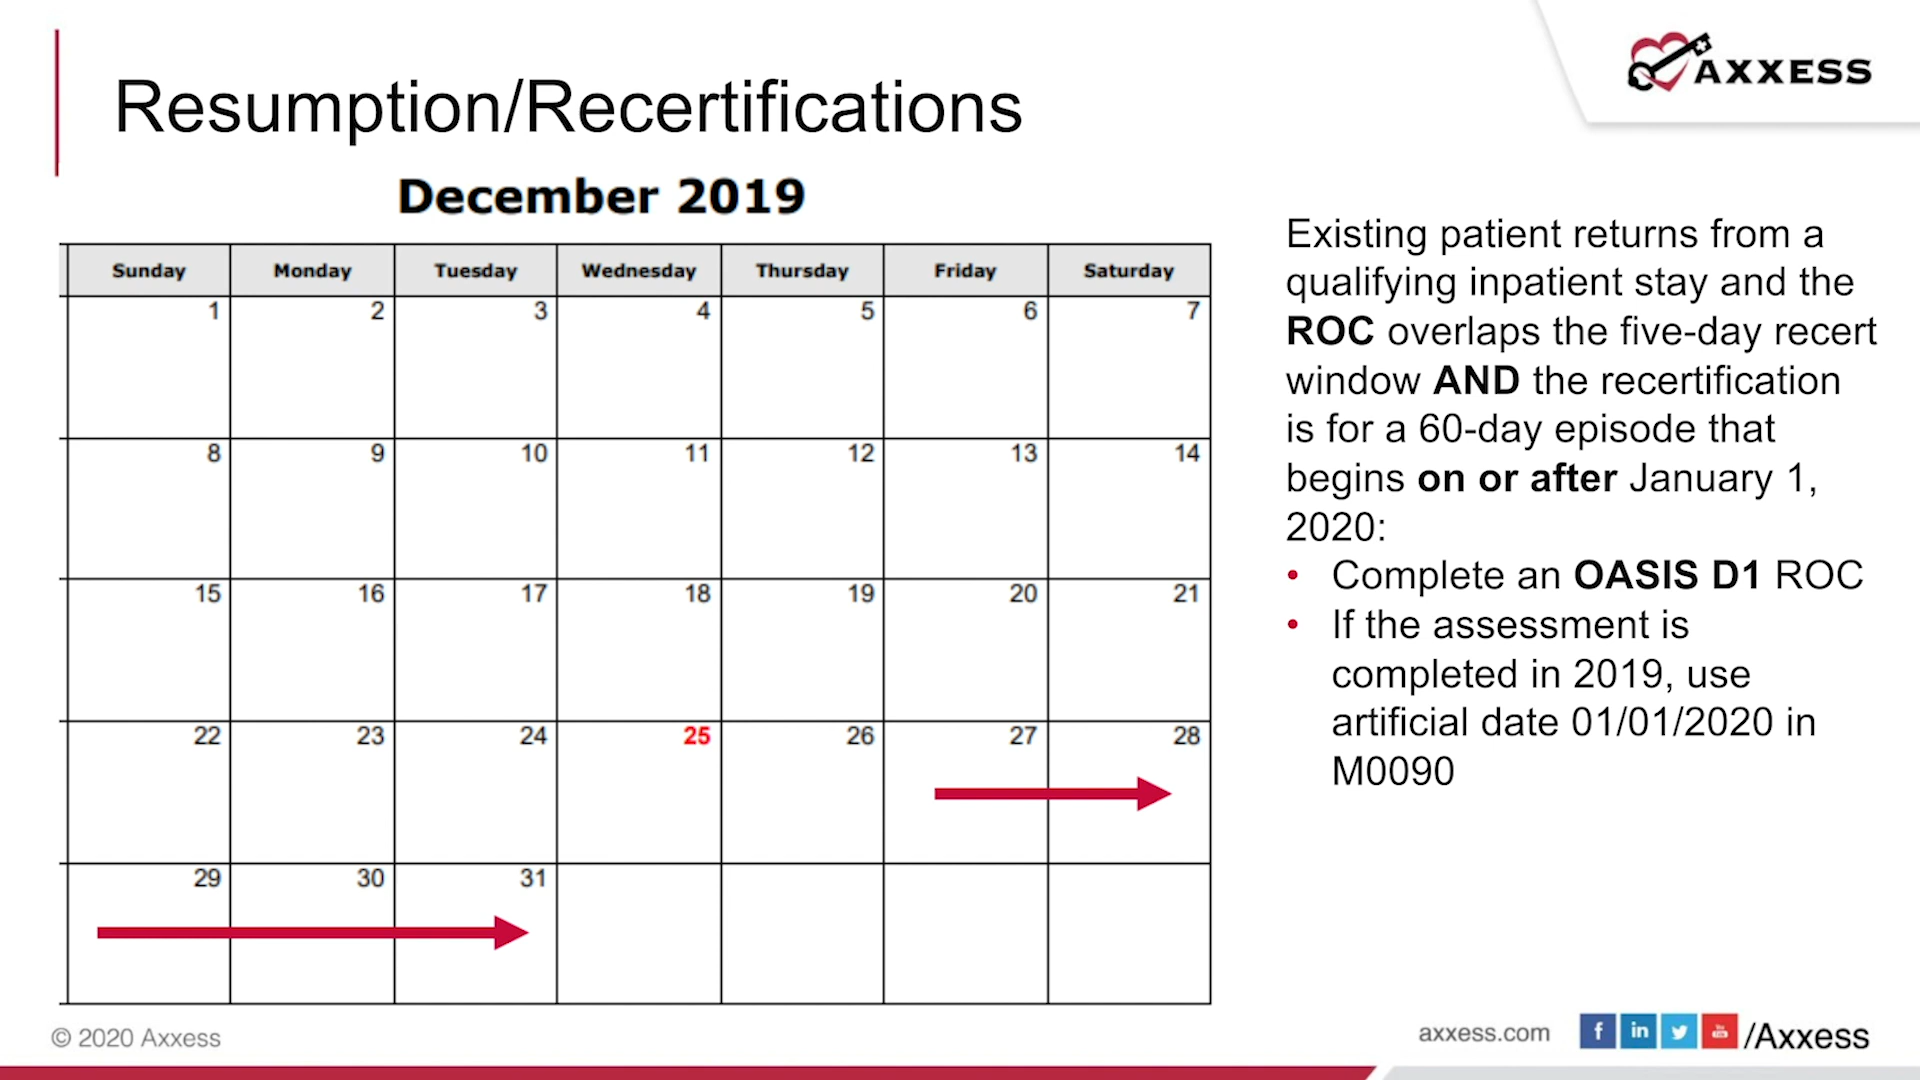 AXXESS
Resumption/Recertifications
December 2019
Sunday Monday Tuesday Wednesday Thursday Friday Saturday
1 2 3 4 5 6 7
8 9 10 11 12 13 14
15 16 17 18 19 20 21
22 23 24 25 26 27 28
29 30 31
Existing patient returns from a
qualifying inpatient stay and the
ROC overlaps the five-day recert
window AND the recertification
is for a 60-day episode that
begins on or after January 1,
2020:
• Complete an OASIS D1 ROC
• If the assessment is
completed in 2019, use
artificial date 01/01/2020 in
M0090
© 2020 Axxess
axxess.com f in You Tube /Axxess